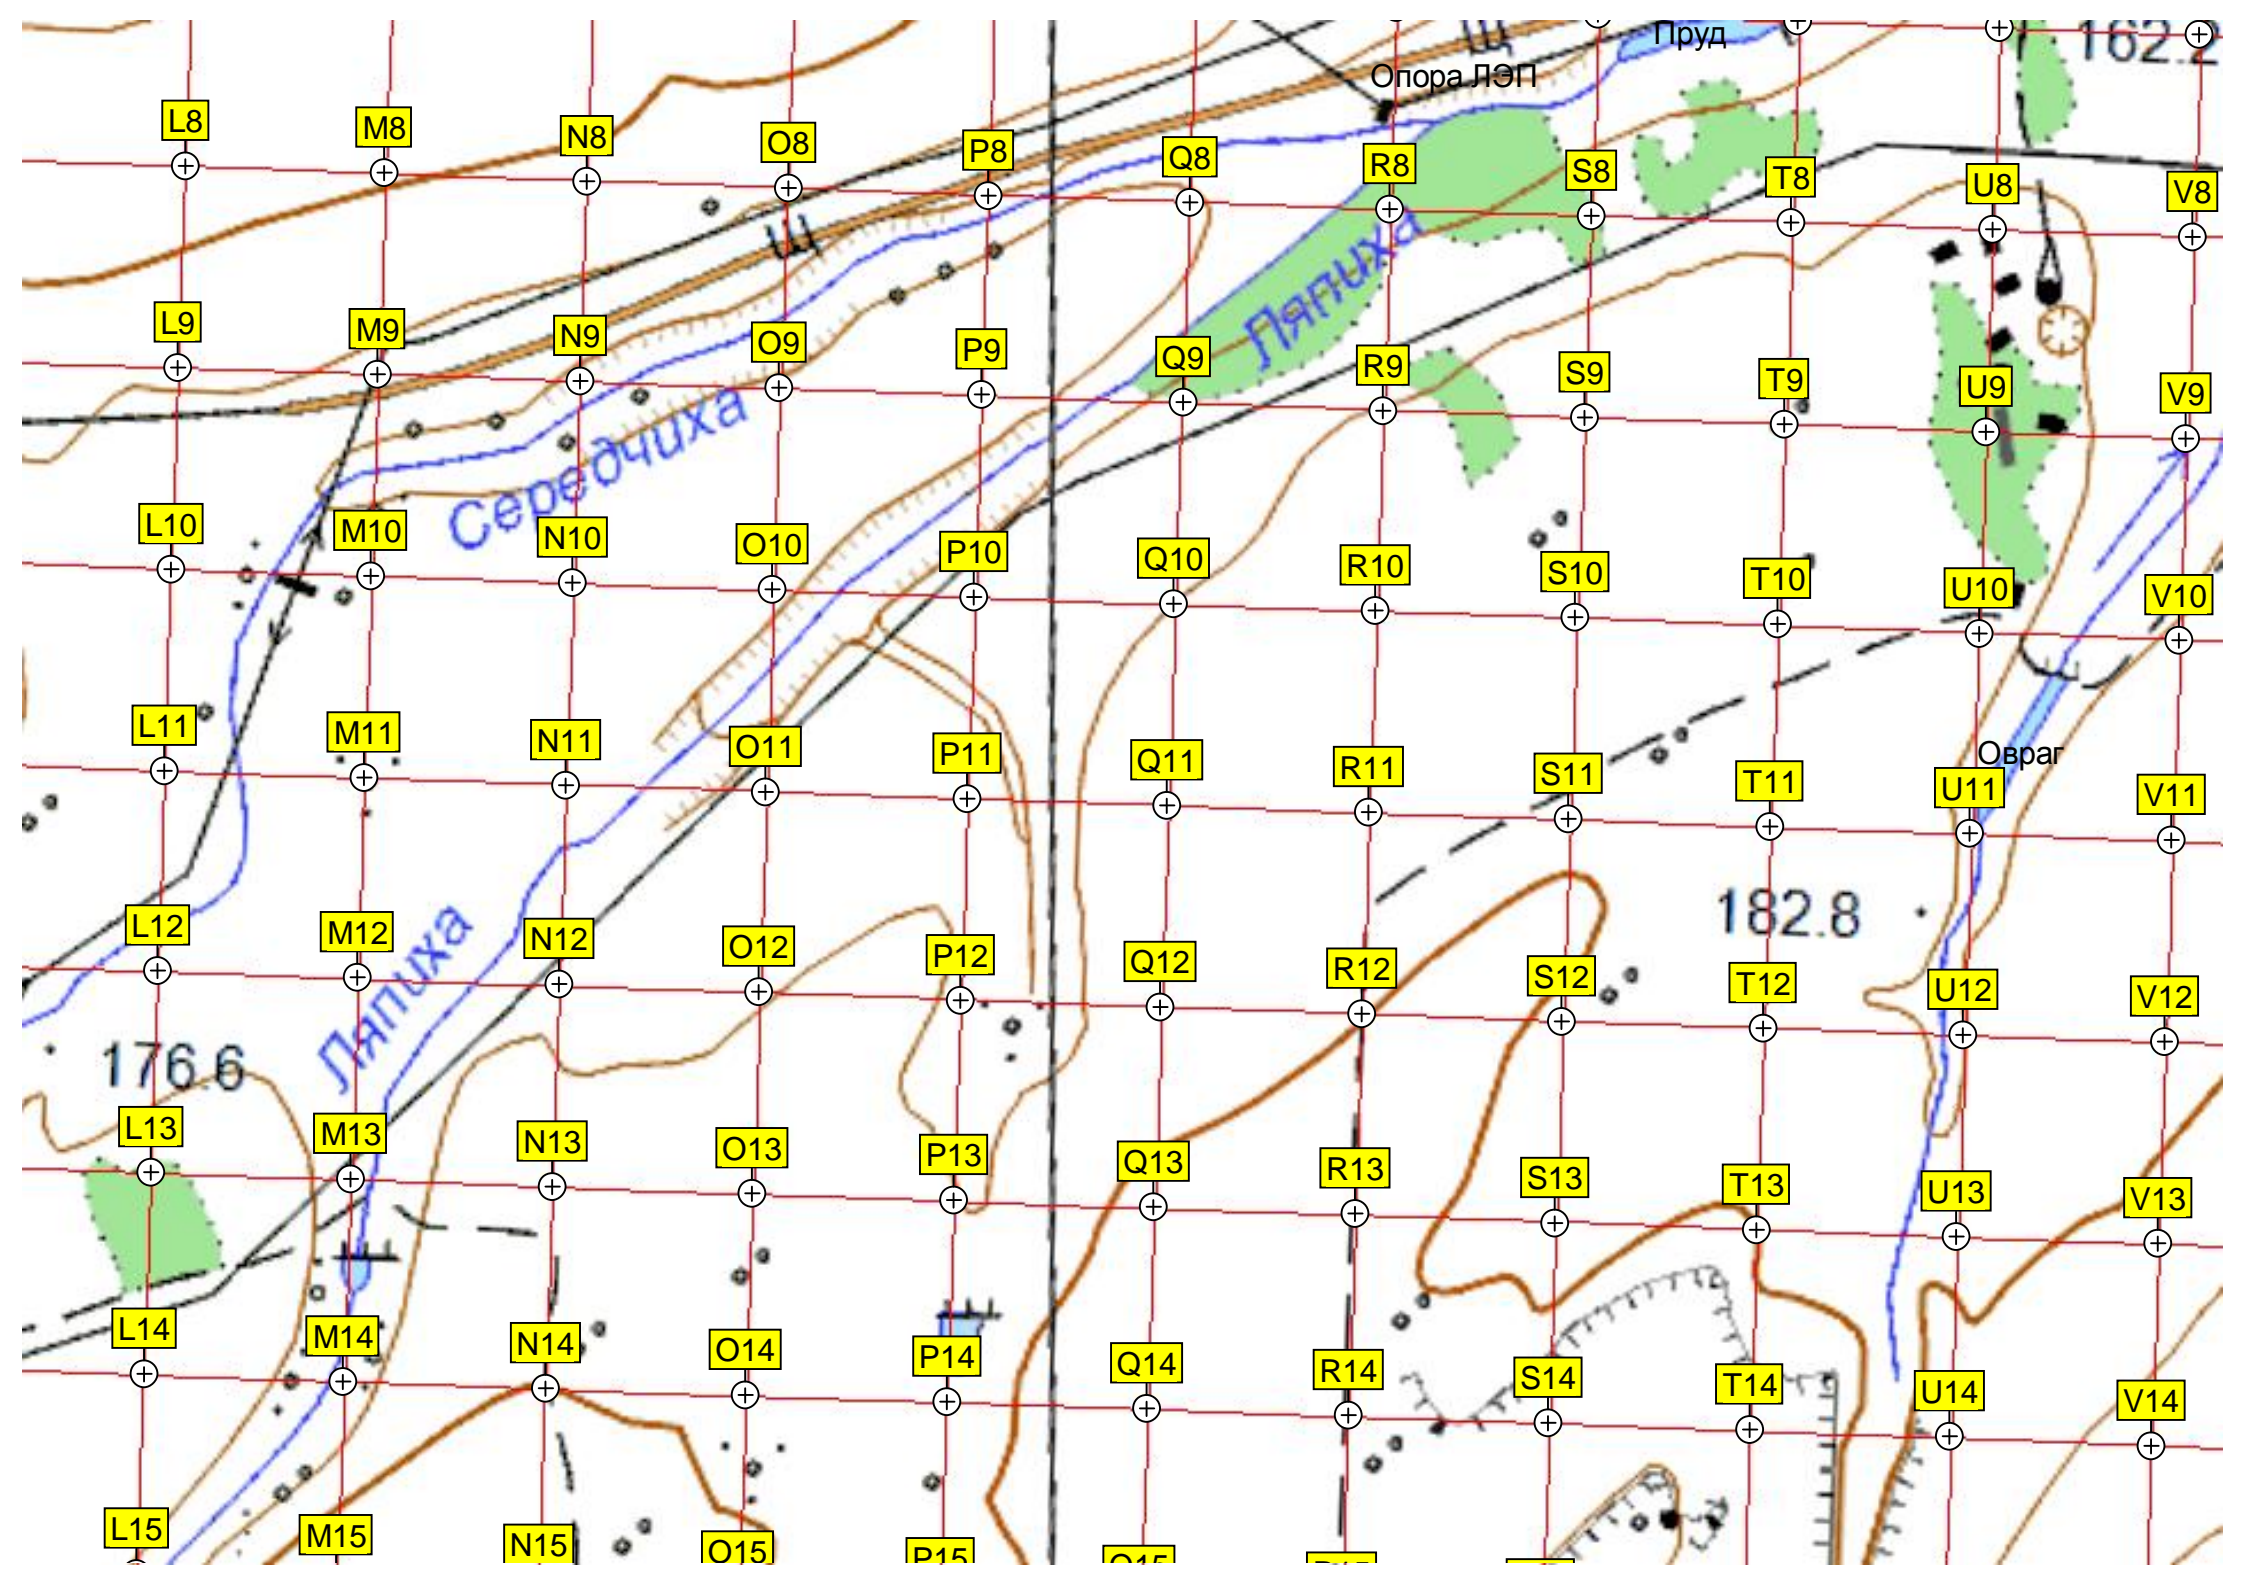 Пруд
162.2
Щ
Опора ЛЭП
L8 M8 N8 O8 P8 Q8 R8 S8 T8 U8 V8
Щ
Ляпиха
L9 M9 N9 O9 P9 Q9 R9 S9 T9 U9 V9
Середчиха
L10 M10 N10 O10 P10 Q10 R10 S10 T10 U10 V10
Овраг
L11 M11 N11 O11 P11 Q11 R11 S11 T11 U11 V11
182.8
L12 M12 N12 O12 P12 Q12 R12 S12 T12 U12 V12
Ляпиха
176.6
L13 M13 N13 O13 P13 Q13 R13 S13 T13 U13 V13
L14 M14 N14 O14 P14 Q14 R14 S14 T14 U14 V14
L15 M15 N15 O15 P15 Q15